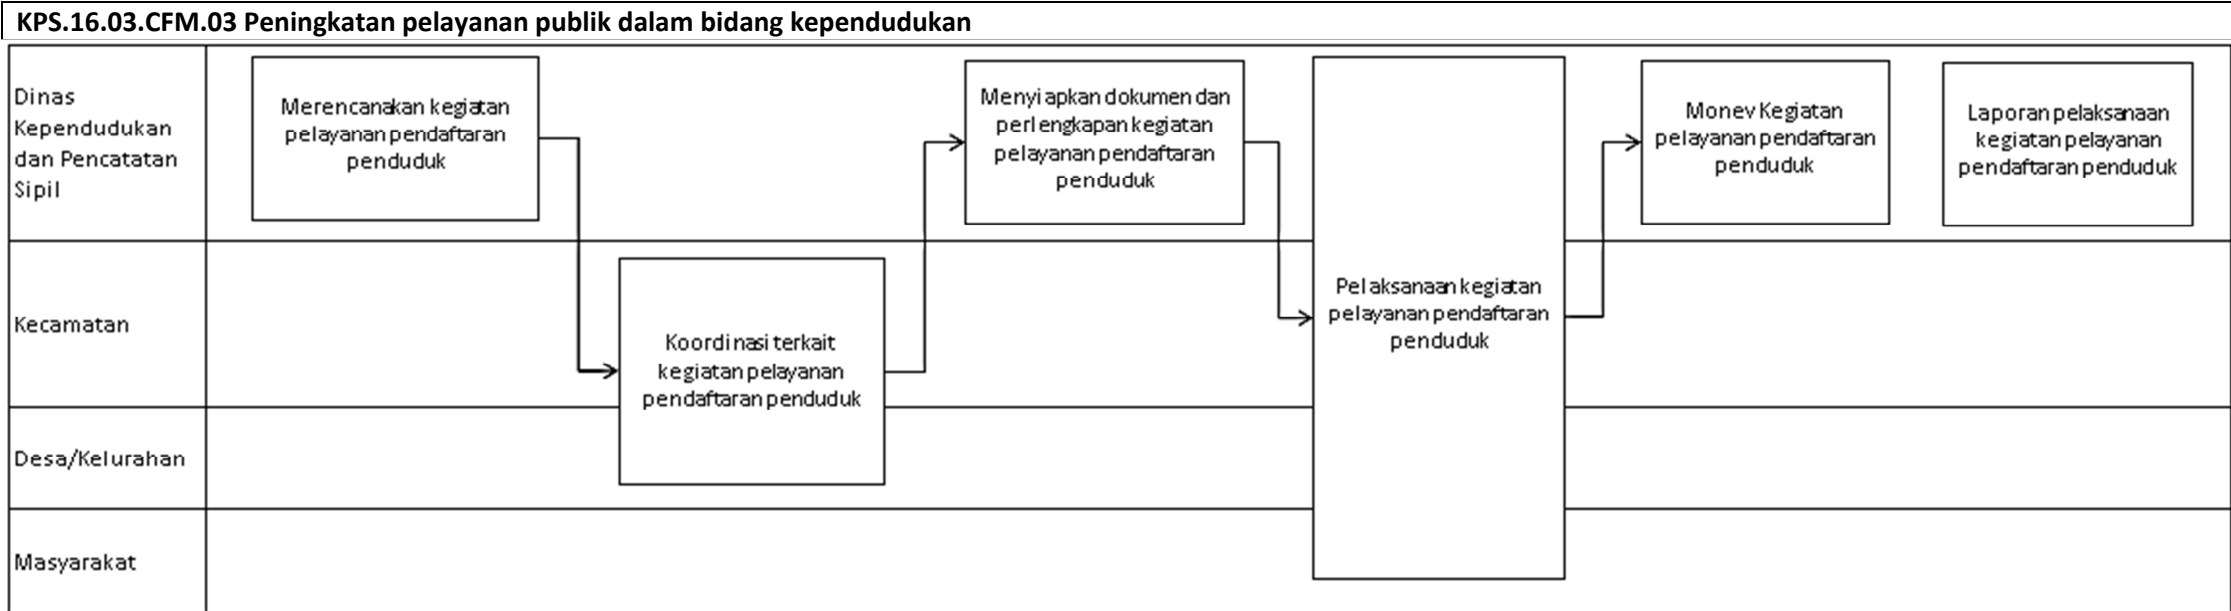 KPS.16.03.CFM.03 Peningkatan pelayanan publik dalam bidang kependudukan
Dinas
Kependudukan
dan Pencatatan
Sipil
Merencanakan kegiatan
pelayanan pendaftaran
penduduk
Menyiapkan dokumen dan
perlengkapan kegiatan
pelayanan pendaftaran
penduduk
Monev Kegiatan
pelayanan pendaftaran
penduduk
Laporan pelaksanaan
kegiatan pelayanan
pendaftaran penduduk
Kecamatan
Koordinasi terkait
kegiatan pelayanan
pendaftaran penduduk
Pelaksanaan kegiatan
pelayanan pendaftaran
penduduk
Desa/Kelurahan
Masyarakat